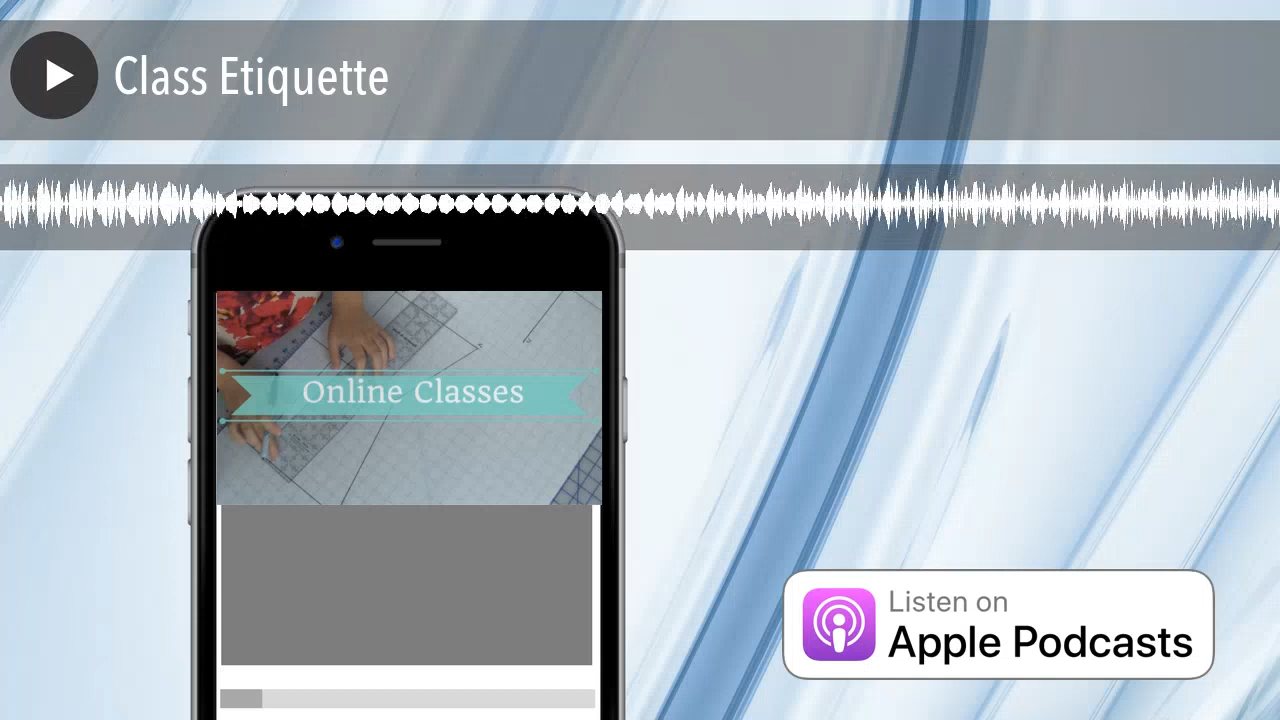 Class Etiquette
Online Classes
Listen on
Apple Podcasts